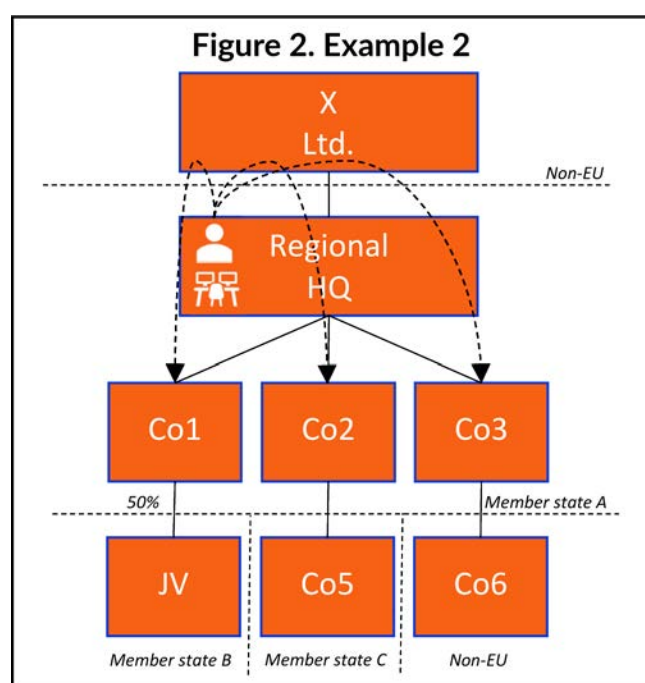 Figure 2. Example 2
X
Ltd.
Non-EU
Regional
HQ
Co1
Co2
Co3
50%
Member state A
JV
Co5
Co6
Member state B
Member state C
Non-EU